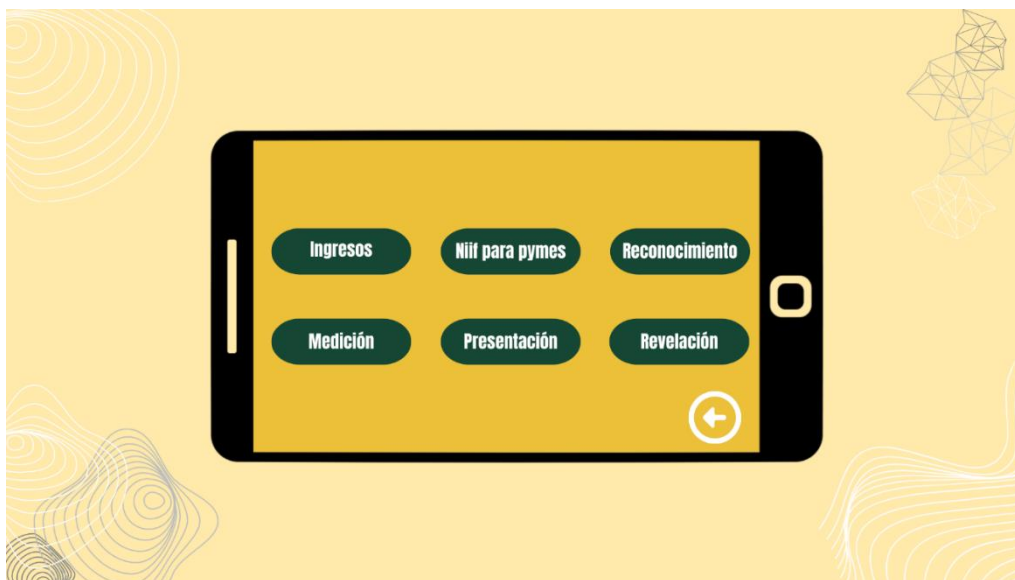 Ingresos
Niif para pymes
Reconocimiento
Medición
Presentación
Revelación